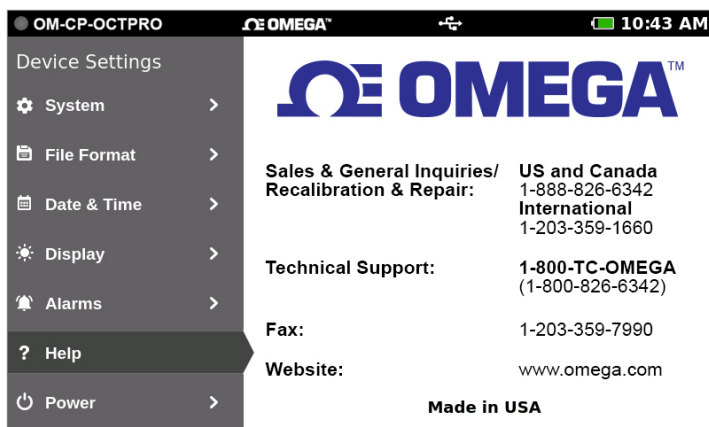 OM-CP-OCTPRO
ΩE OMEGA™
10:43 AM
Device Settings
System
File Format
Date & Time
Display
Alarms
? Help
Power
ΩE OMEGA™
Sales & General Inquiries/
Recalibration & Repair:
US and Canada
1-888-826-6342
International
1-203-359-1660
Technical Support:
1-800-TC-OMEGA
(1-800-826-6342)
Fax:
1-203-359-7990
Website:
www.omega.com
Made in USA